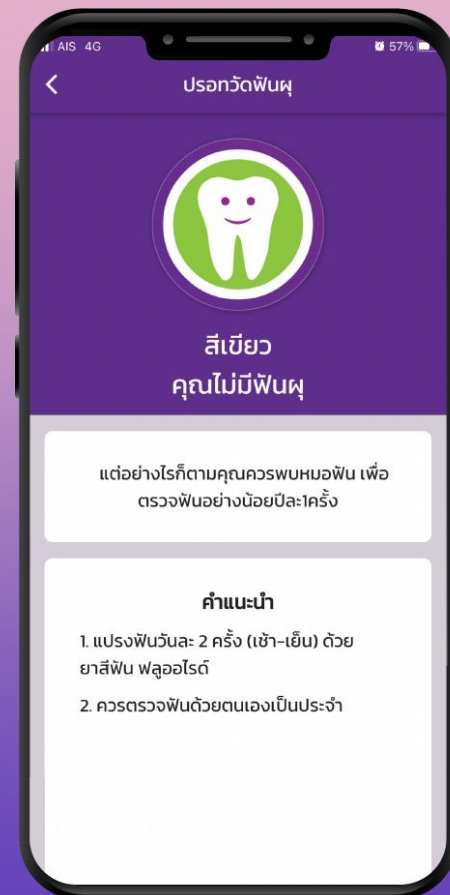 AIS 4G
57%
ปรอทวัดฟันผุ
สีเขียว
คุณไม่มีฟันผุ
แต่อย่างไรก็ตามคุณควรพบหมอฟัน เพื่อ
ตรวจฟันอย่างน้อยปีละ1ครั้ง
คำแนะนำ
1. แปรงฟันวันละ 2 ครั้ง (เช้า-เย็น) ด้วย
ยาสีฟัน ฟลูออไรด์
2. ควรตรวจฟันด้วยตนเองเป็นประจำ